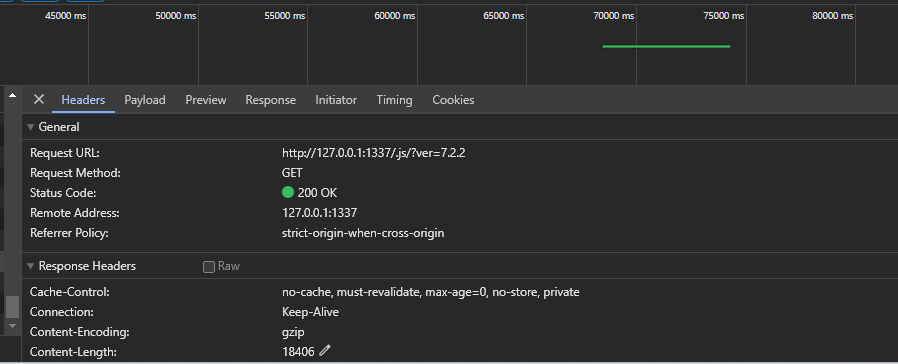 45000 ms 50000 ms 55000 ms 60000 ms 65000 ms 70000 ms 75000 ms 80000 ms
Headers Payload Preview Response Initiator Timing Cookies
General
Request URL: http://127.0.0.1:1337/.js/?ver=7.2.2
Request Method: GET
Status Code: 200 OK
Remote Address: 127.0.0.1:1337
Referrer Policy: strict-origin-when-cross-origin
Response Headers Raw
Cache-Control: no-cache, must-revalidate, max-age=0, no-store, private
Connection: Keep-Alive
Content-Encoding: gzip
Content-Length: 18406